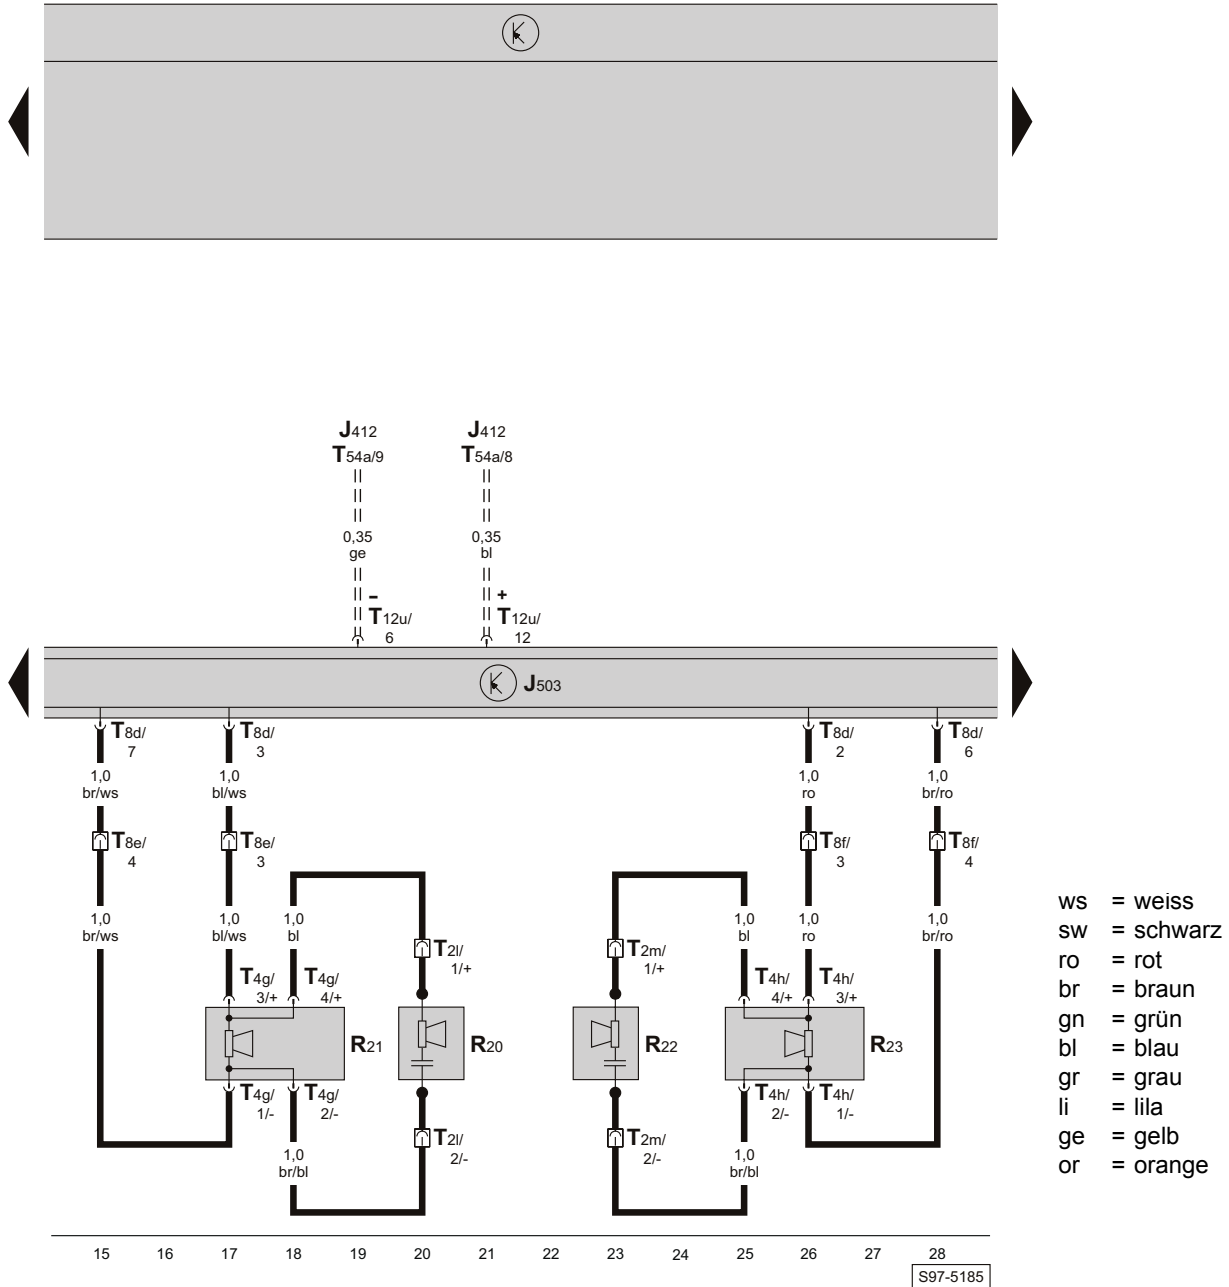 J412 J412
T54a/9 T54a/8
0,35 0,35
ge bl
− +
T12u/ T12u/
6 12
J503
T8d/ T8d/ T8d/ T8d/
7 3 2 6
1,0 1,0 1,0 1,0
br/ws bl/ws ro br/ro
T8e/ T8e/ T8f/ T8f/
4 3 3 4
1,0 1,0 1,0 1,0 1,0 1,0
br/ws bl/ws bl bl ro br/ro
T2l/ T2m/
1/+ 1/+
T4g/ T4g/ T4h/ T4h/
3/+ 4/+ 4/+ 3/+
R21 R20 R22 R23
T4g/ T4g/ T4h/ T4h/
1/- 2/- 2/- 1/-
T2l/ T2m/
2/- 2/-
1,0 1,0
br/bl br/bl
15 16 17 18 19 20 21 22 23 24 25 26 27 28
S97-5185
ws = weiss
sw = schwarz
ro = rot
br = braun
gn = grün
bl = blau
gr = grau
li = lila
ge = gelb
or = orange